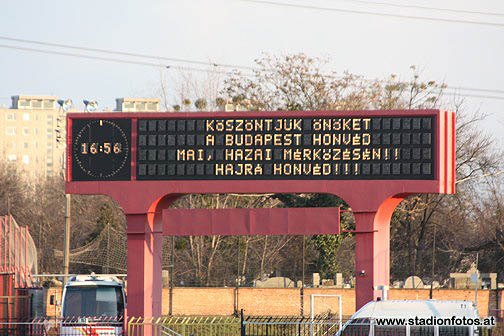 16:56
KÖSZÖNTJÜK ÖNÖKET
A BUDAPEST HONVÉD
MAI, HAZAI MÉRKŐZÉSÉN!!
HAJRÁ HONVÉD!!!
www.stadionfotos.at